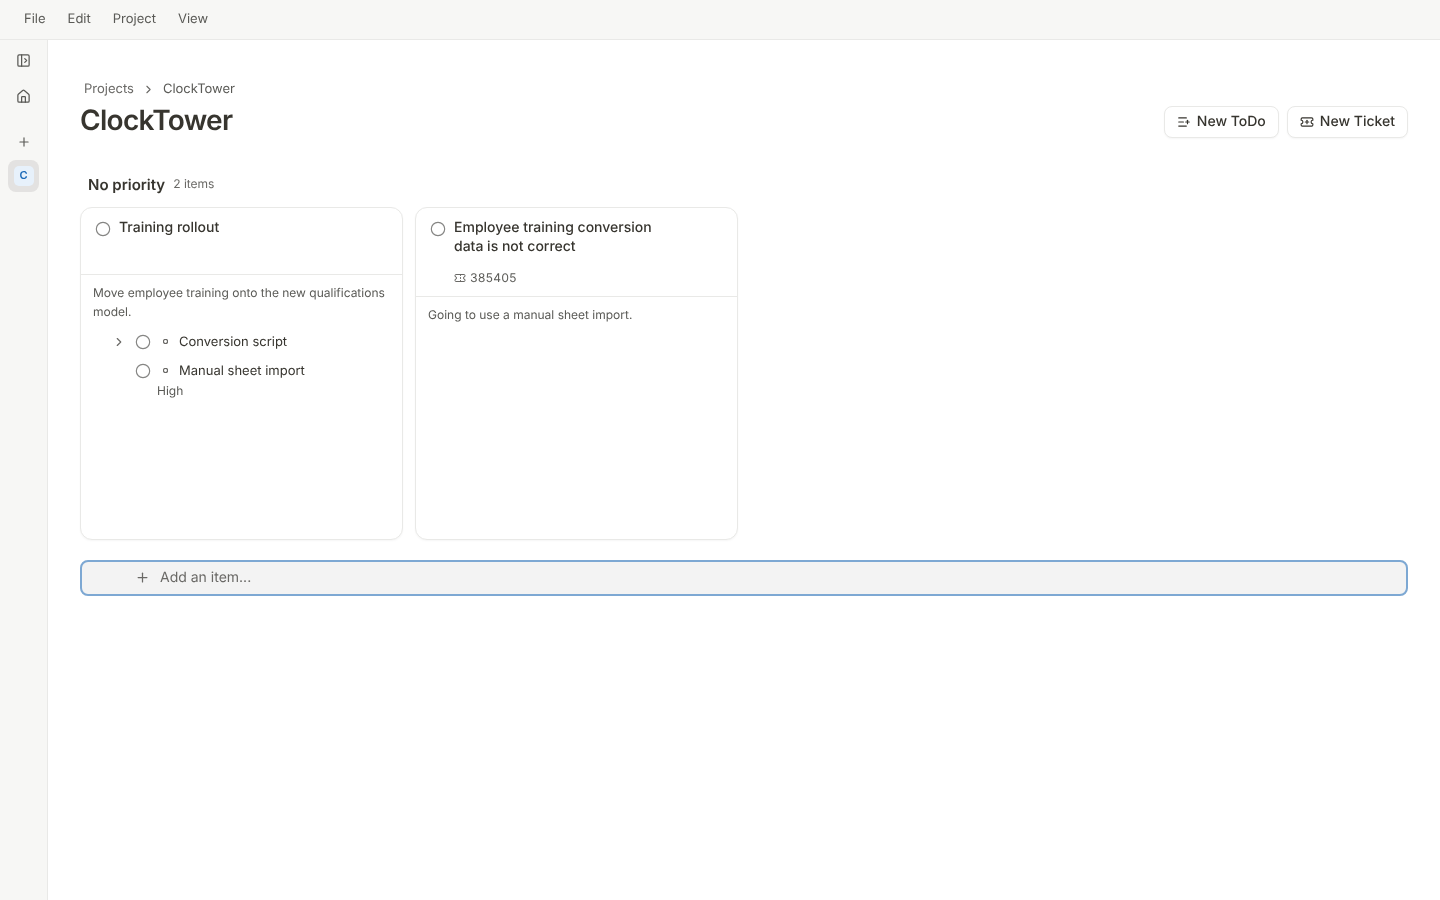 File Edit Project View
Projects ClockTower
ClockTower
New ToDo New Ticket
C
No priority 2 items
Training rollout
Move employee training onto the new qualifications
model.
Conversion script
Manual sheet import
High
Employee training conversion
data is not correct
385405
Going to use a manual sheet import.
Add an item...